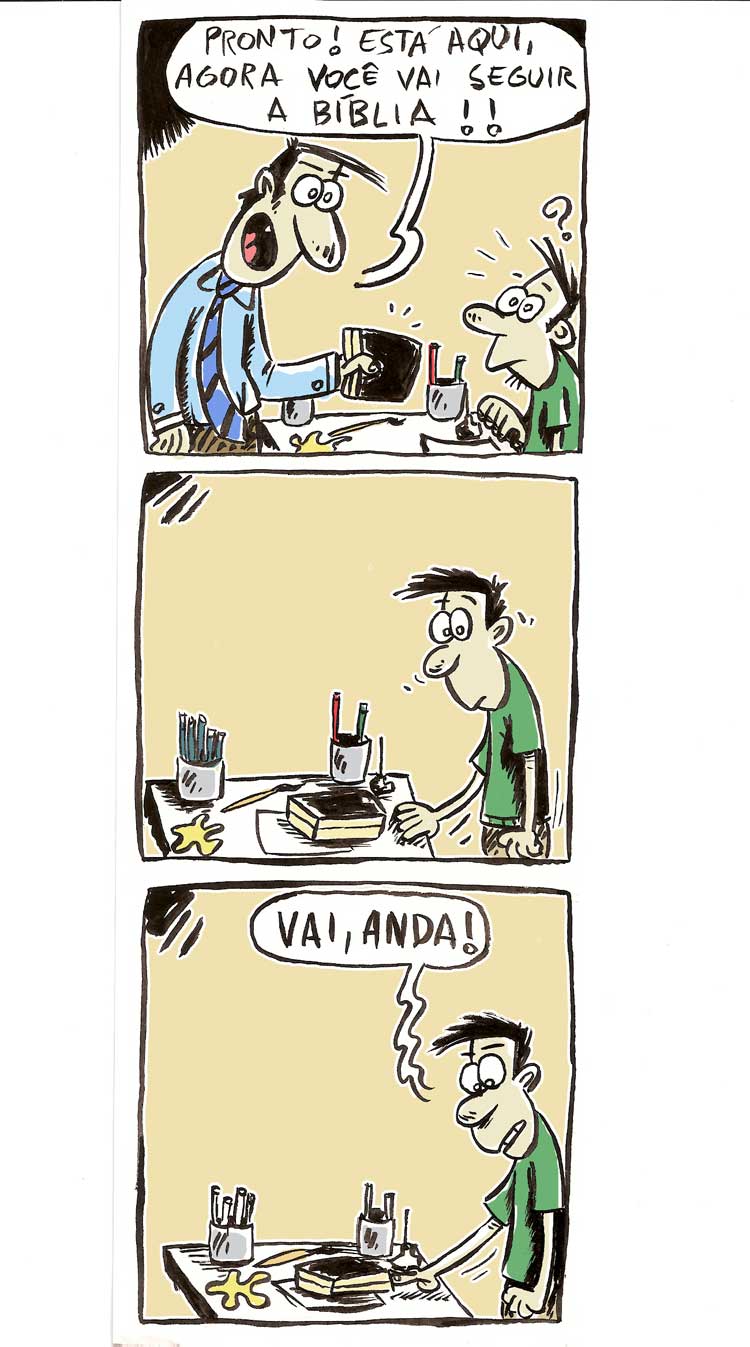 PRONTO! ESTÁ AQUI,
AGORA VOCÊ VAI SEGUIR
A BÍBLIA!!
?
VAI, ANDA!